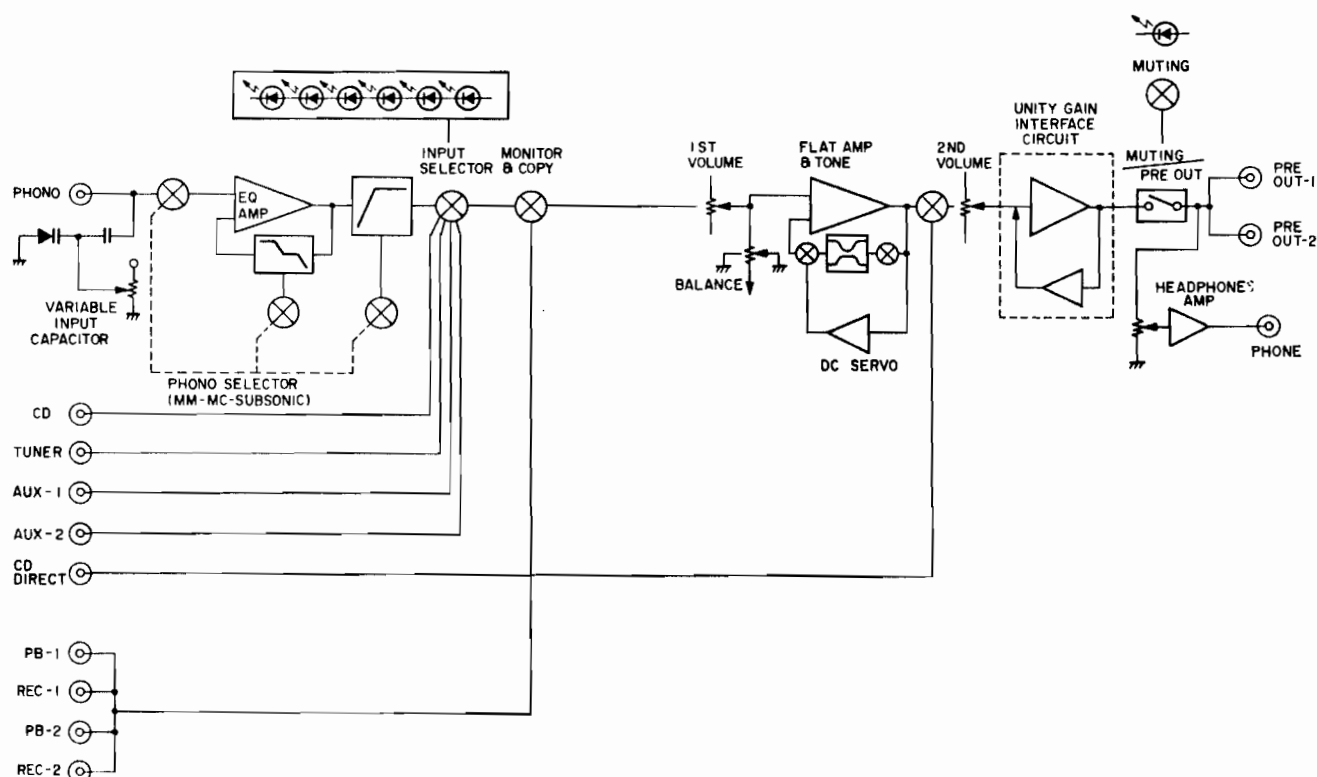 MUTING
UNITY GAIN
INTERFACE
CIRCUIT
INPUT
SELECTOR
MONITOR
& COPY
1ST
VOLUME
FLAT AMP
& TONE
2ND
VOLUME
MUTING
PRE OUT
PRE
OUT-1
PRE
OUT-2
PHONO
EQ
AMP
VARIABLE
INPUT
CAPACITOR
BALANCE
HEADPHONES
AMP
PHONE
DC SERVO
PHONO SELECTOR
(MM-MC-SUBSONIC)
CD
TUNER
AUX-1
AUX-2
CD
DIRECT
PB-1
REC-1
PB-2
REC-2